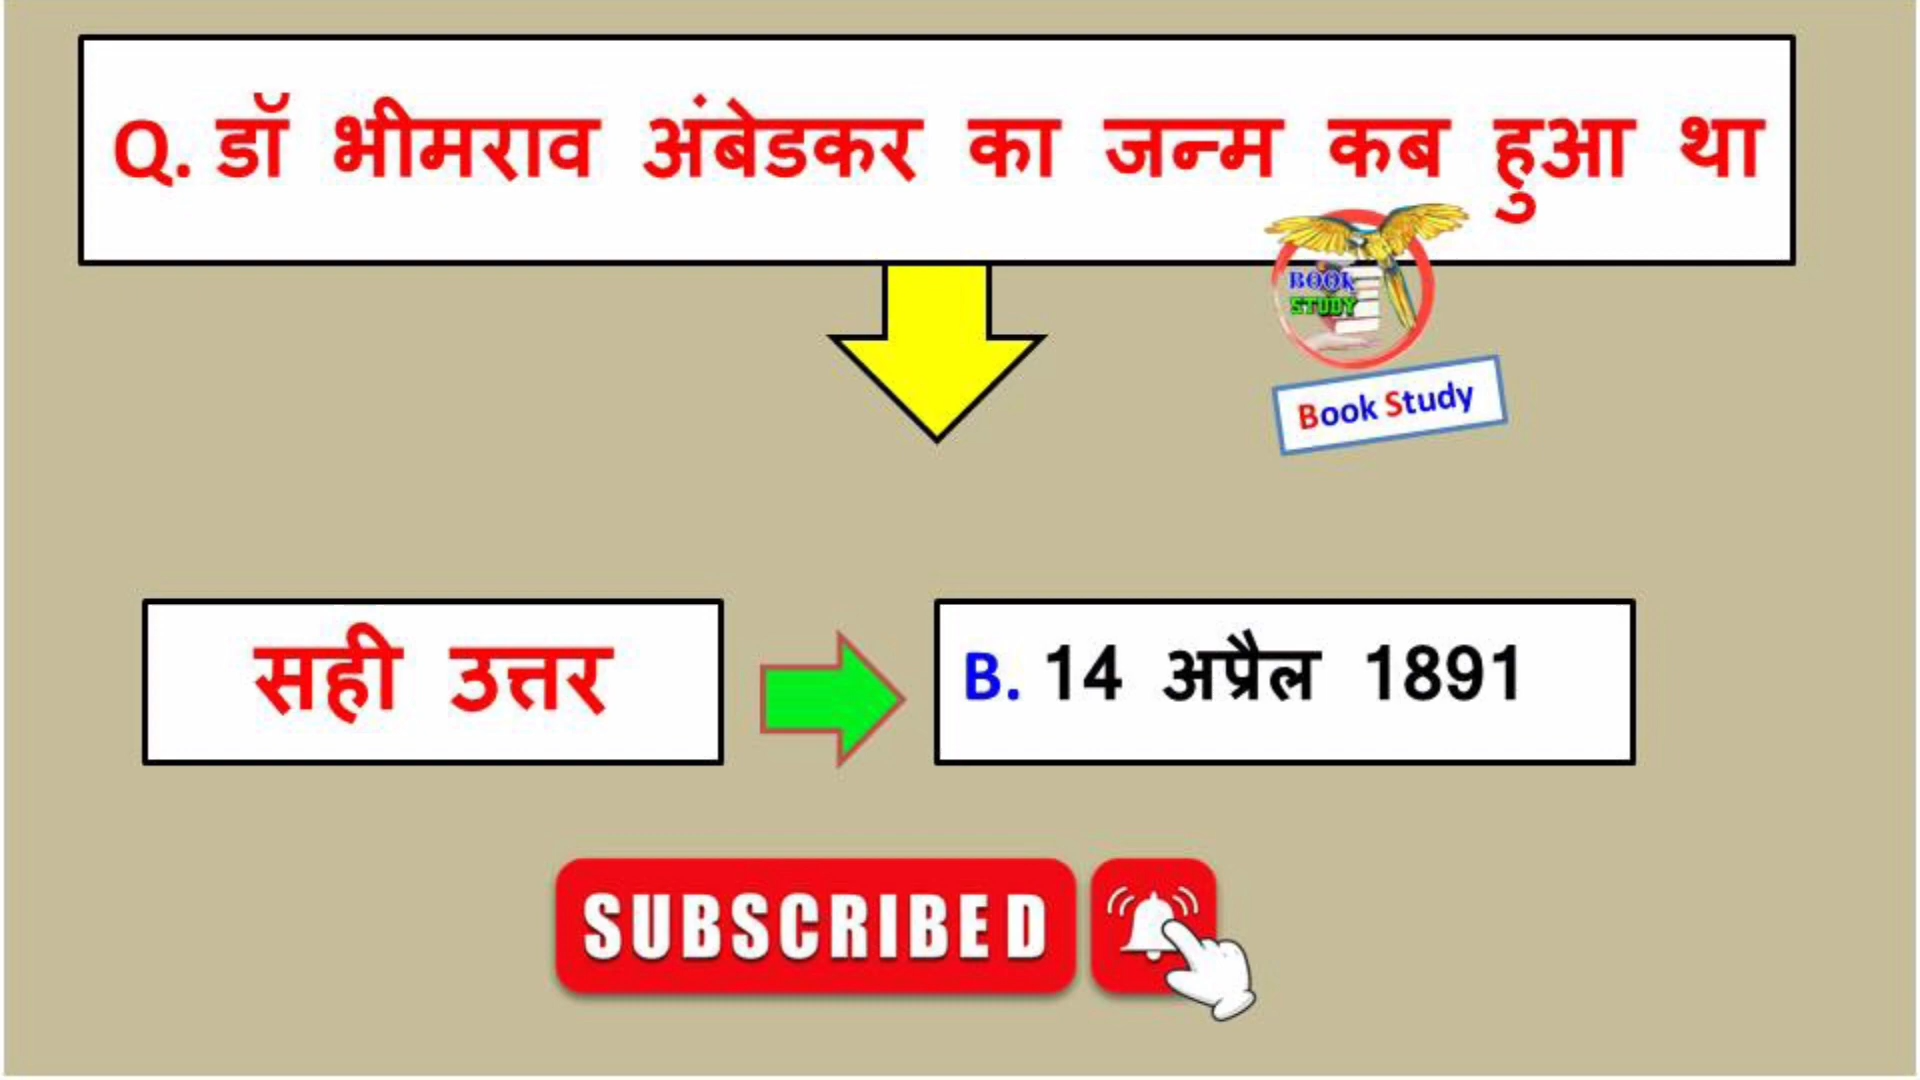 Q. डॉ भीमराव अंबेडकर का जन्म कब हुआ था
BOOK
STUDY
Book Study
सही उत्तर
B. 14 अप्रैल 1891
SUBSCRIBED